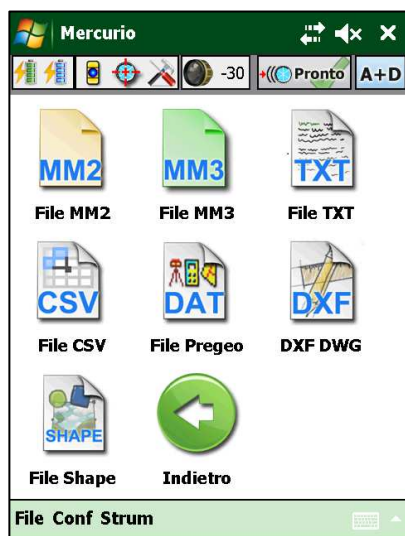 Mercurio
-30 Pronto A+D
MM2 MM3 TXT
File MM2 File MM3 File TXT
CSV DAT DXF
File CSV File Pregeo DXF DWG
SHAPE
File Shape Indietro
File Conf Strum